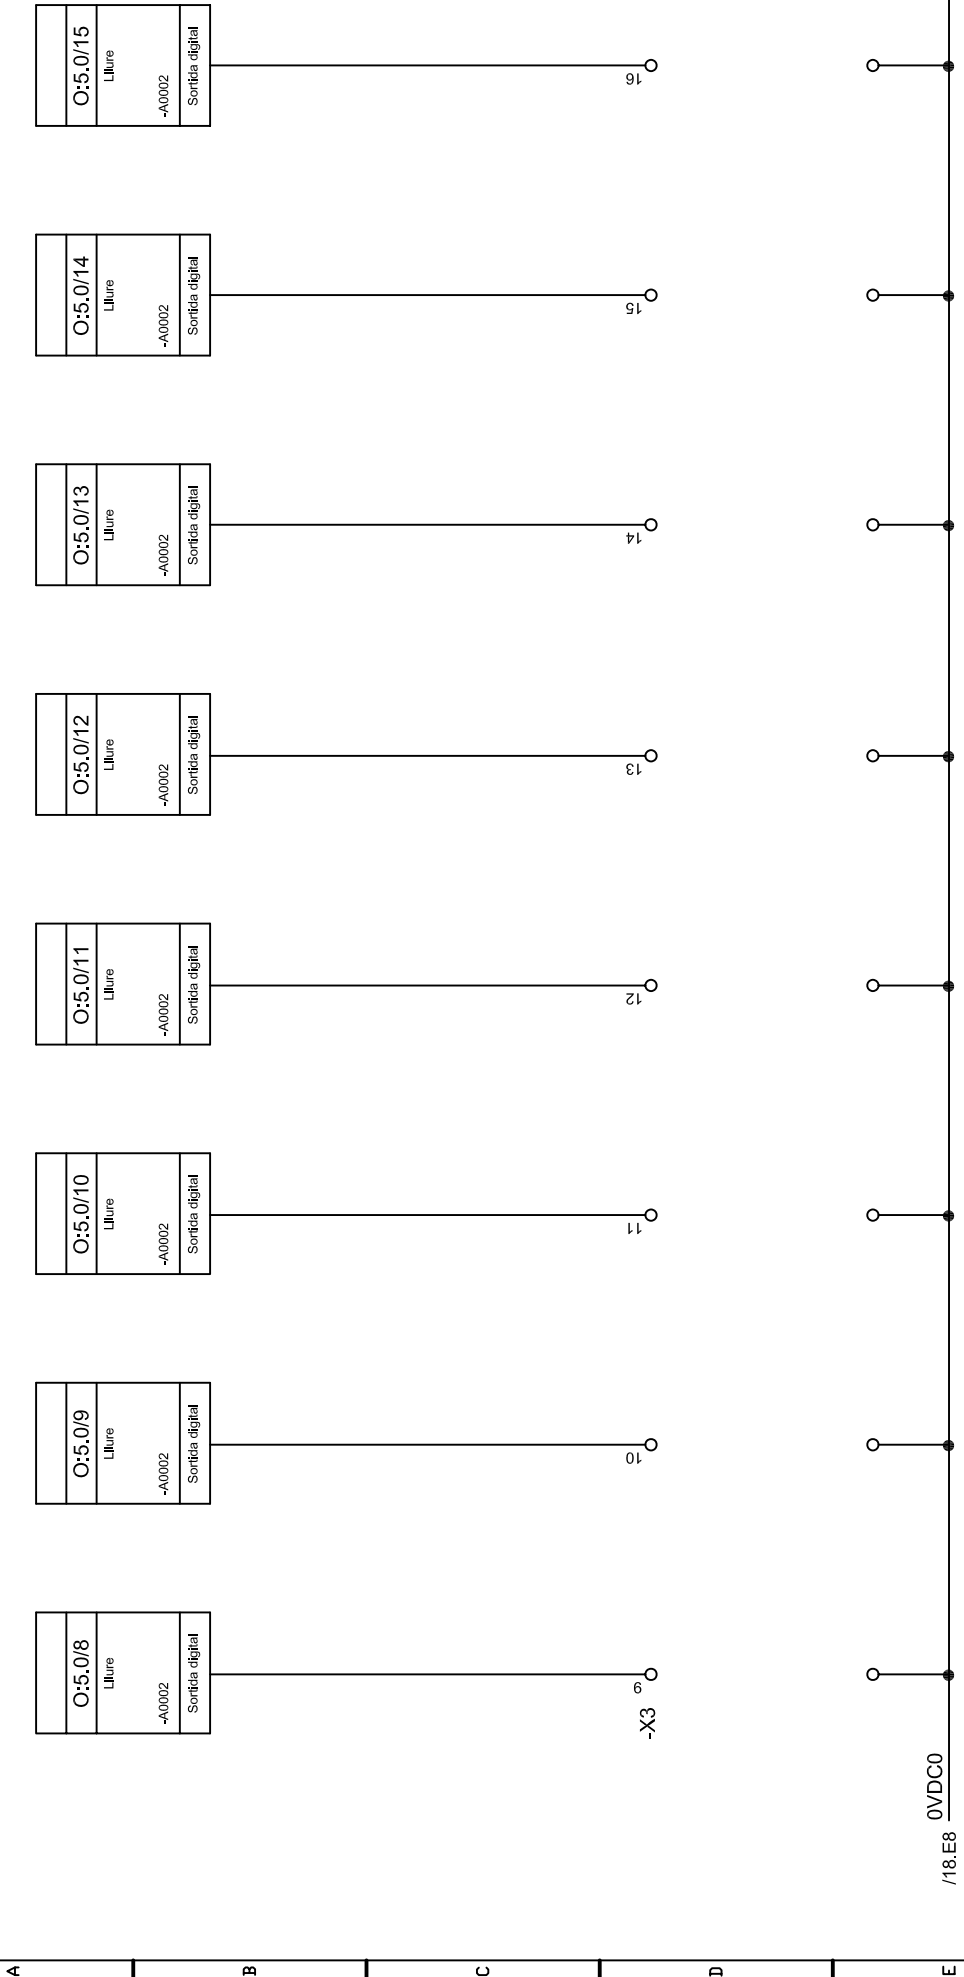 O:5.0/8
Lliure
-A0002
Sortida digital
O:5.0/9
Lliure
-A0002
Sortida digital
O:5.0/10
Lliure
-A0002
Sortida digital
O:5.0/11
Lliure
-A0002
Sortida digital
O:5.0/12
Lliure
-A0002
Sortida digital
O:5.0/13
Lliure
-A0002
Sortida digital
O:5.0/14
Lliure
-A0002
Sortida digital
O:5.0/15
Lliure
-A0002
Sortida digital
-X3
9
10
11
12
13
14
15
16
/18.E8
0VDC0
A
B
C
D
E